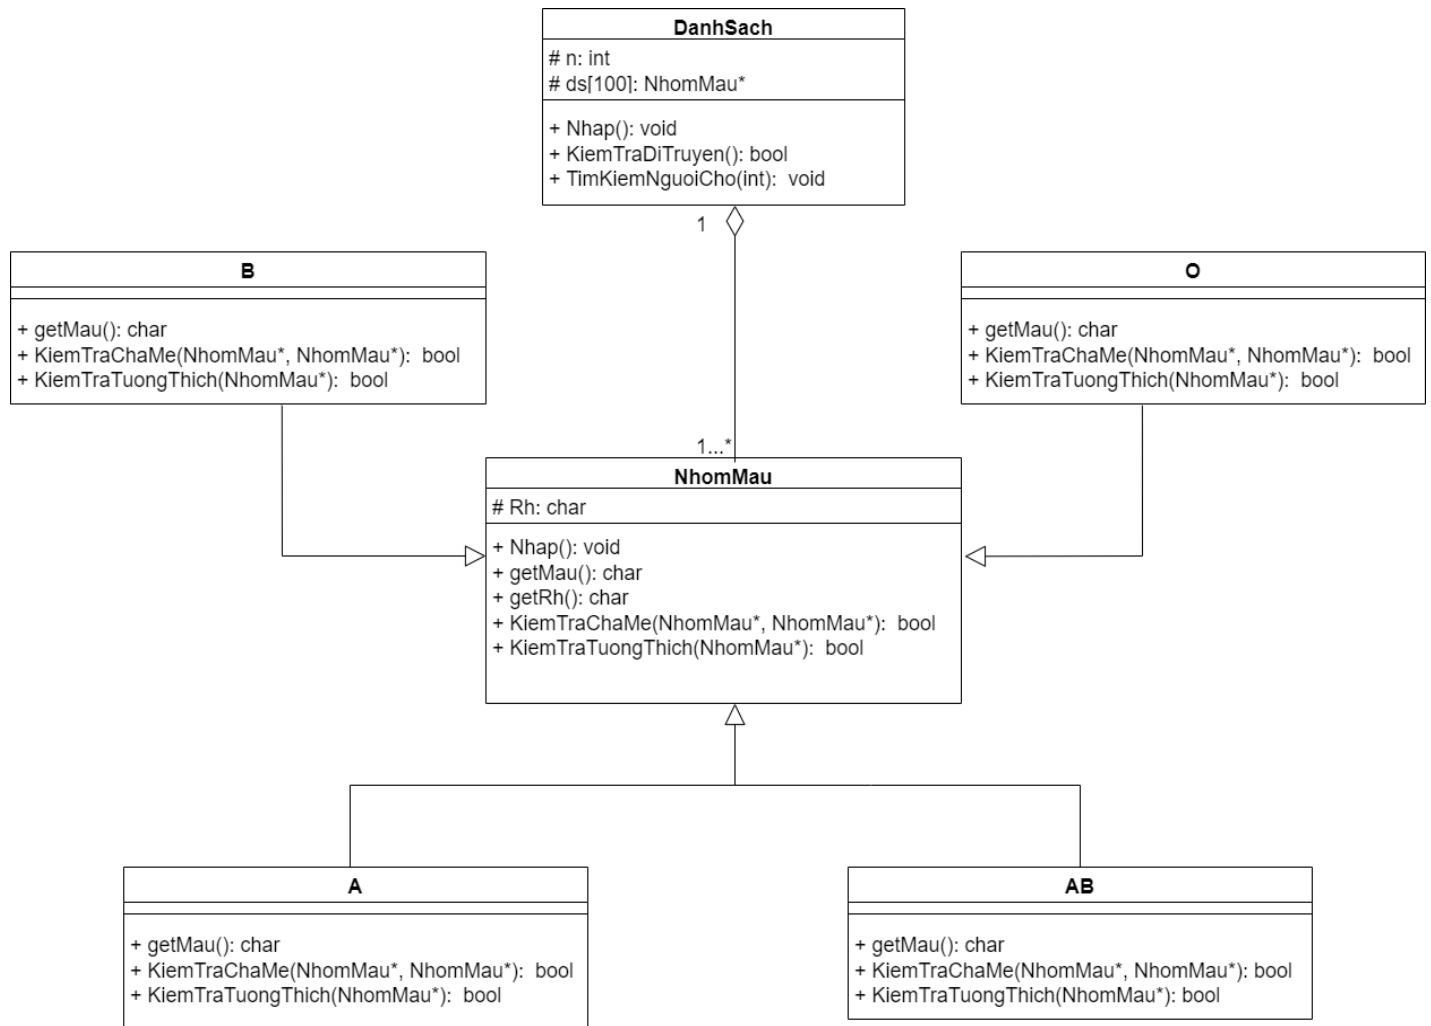 DanhSach
# n: int
# ds[100]: NhomMau*
+ Nhap(): void
+ KiemTraDiTruyen(): bool
+ TimKiemNguoiCho(int): void
1
B
+ getMau(): char
+ KiemTraChaMe(NhomMau*, NhomMau*): bool
+ KiemTraTuongThich(NhomMau*): bool
O
+ getMau(): char
+ KiemTraChaMe(NhomMau*, NhomMau*): bool
+ KiemTraTuongThich(NhomMau*): bool
1...*
NhomMau
# Rh: char
+ Nhap(): void
+ getMau(): char
+ getRh(): char
+ KiemTraChaMe(NhomMau*, NhomMau*): bool
+ KiemTraTuongThich(NhomMau*): bool
A
+ getMau(): char
+ KiemTraChaMe(NhomMau*, NhomMau*): bool
+ KiemTraTuongThich(NhomMau*): bool
AB
+ getMau(): char
+ KiemTraChaMe(NhomMau*, NhomMau*): bool
+ KiemTraTuongThich(NhomMau*): bool